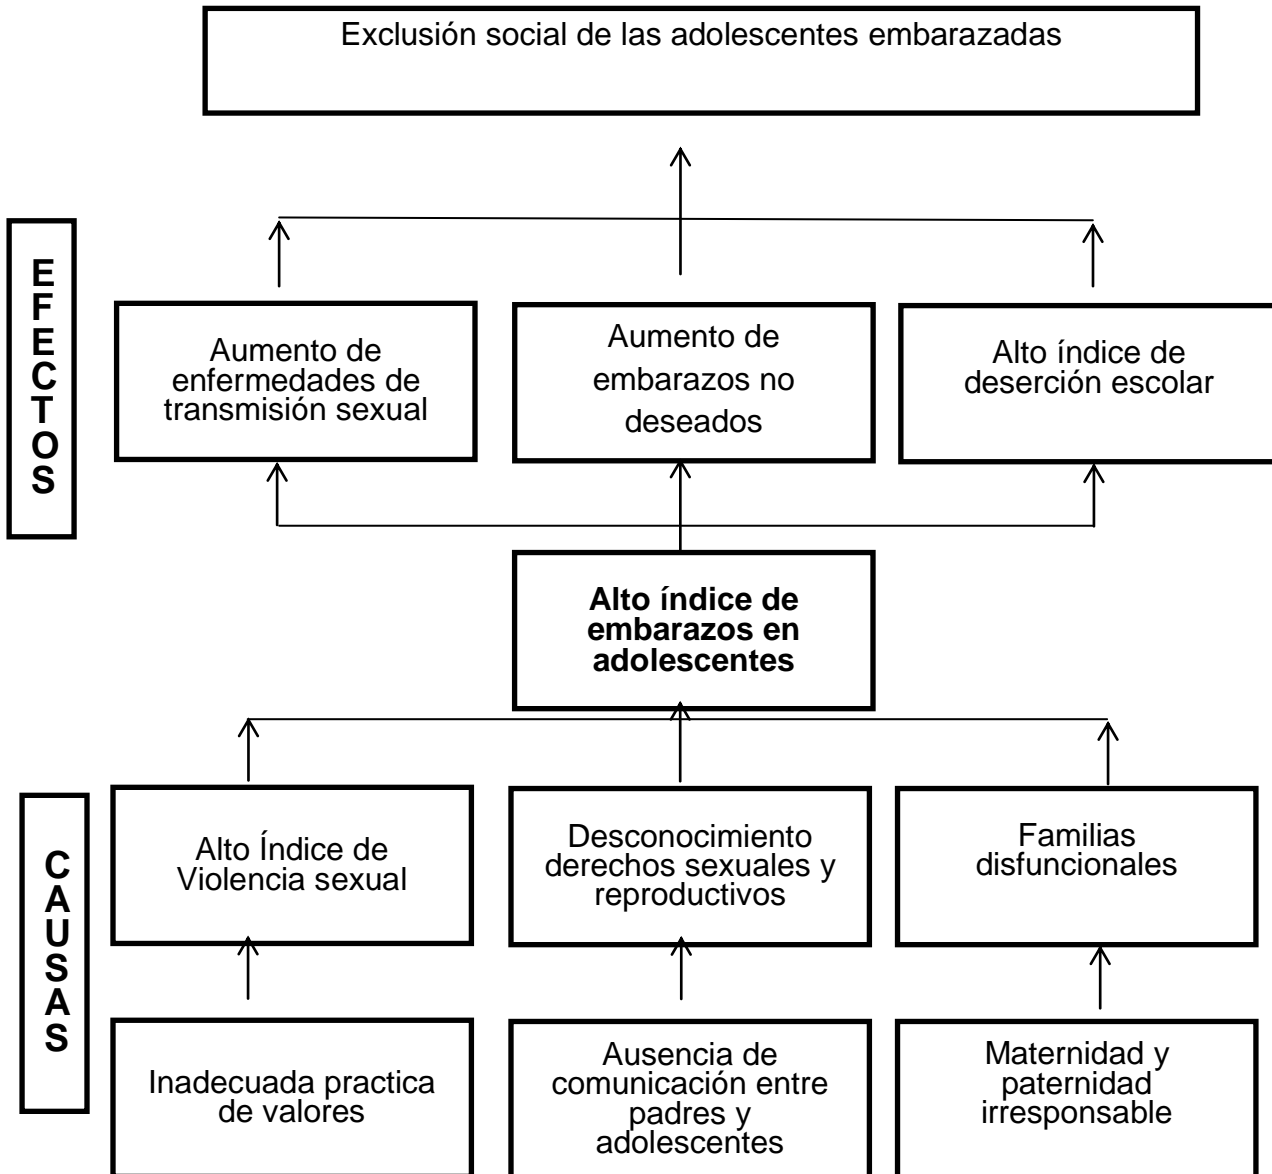 Exclusión social de las adolescentes embarazadas
EFECTOS
Aumento de
enfermedades de
transmisión sexual
Aumento de
embarazos no
deseados
Alto índice de
deserción escolar
Alto índice de
embarazos en
adolescentes
CAUSAS
Alto Índice de
Violencia sexual
Desconocimiento
derechos sexuales y
reproductivos
Familias
disfuncionales
Inadecuada practica
de valores
Ausencia de
comunicación entre
padres y
adolescentes
Maternidad y
paternidad
irresponsable